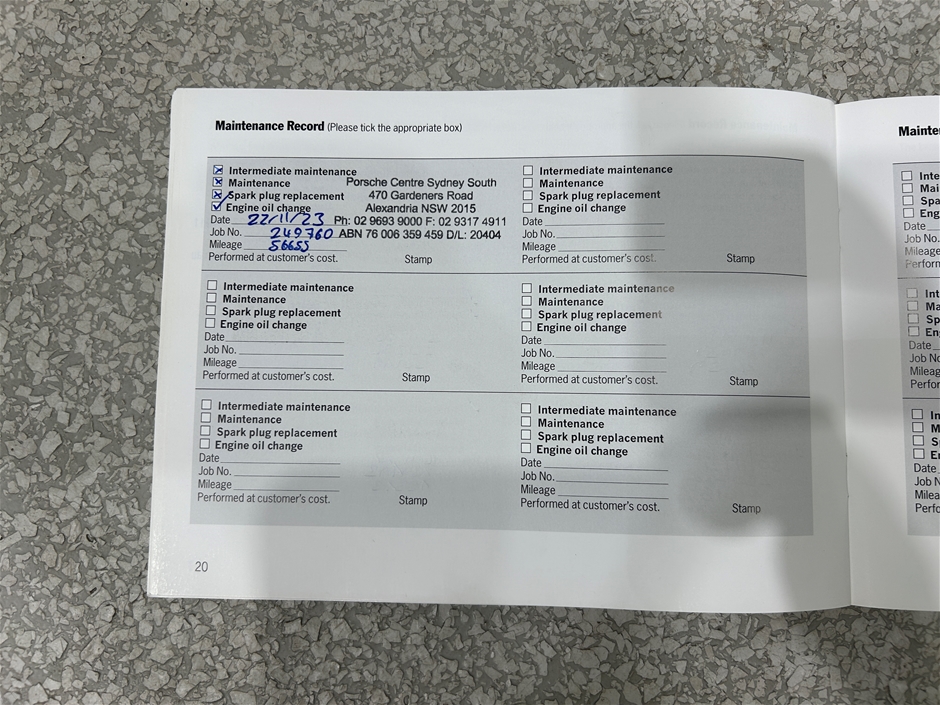 Maintenance Record (Please tick the appropriate box)
Intermediate maintenance
Maintenance
Spark plug replacement
Engine oil change
Date 22/11/23
Job No. 249760
Mileage 56655
Performed at customer's cost. Stamp
Porsche Centre Sydney South
470 Gardeners Road
Alexandria NSW 2015
Ph: 02 9693 9000 F: 02 9317 4911
ABN 76 006 359 459 D/L: 20404
Intermediate maintenance
Maintenance
Spark plug replacement
Engine oil change
Date
Job No.
Mileage
Performed at customer's cost. Stamp
Intermediate maintenance
Maintenance
Spark plug replacement
Engine oil change
Date
Job No.
Mileage
Performed at customer's cost. Stamp
Intermediate maintenance
Maintenance
Spark plug replacement
Engine oil change
Date
Job No.
Mileage
Performed at customer's cost. Stamp
Intermediate maintenance
Maintenance
Spark plug replacement
Engine oil change
Date
Job No.
Mileage
Performed at customer's cost. Stamp
Intermediate maintenance
Maintenance
Spark plug replacement
Engine oil change
Date
Job No.
Mileage
Performed at customer's cost. Stamp
20
Date
Job No.
Mileage
Date
Date